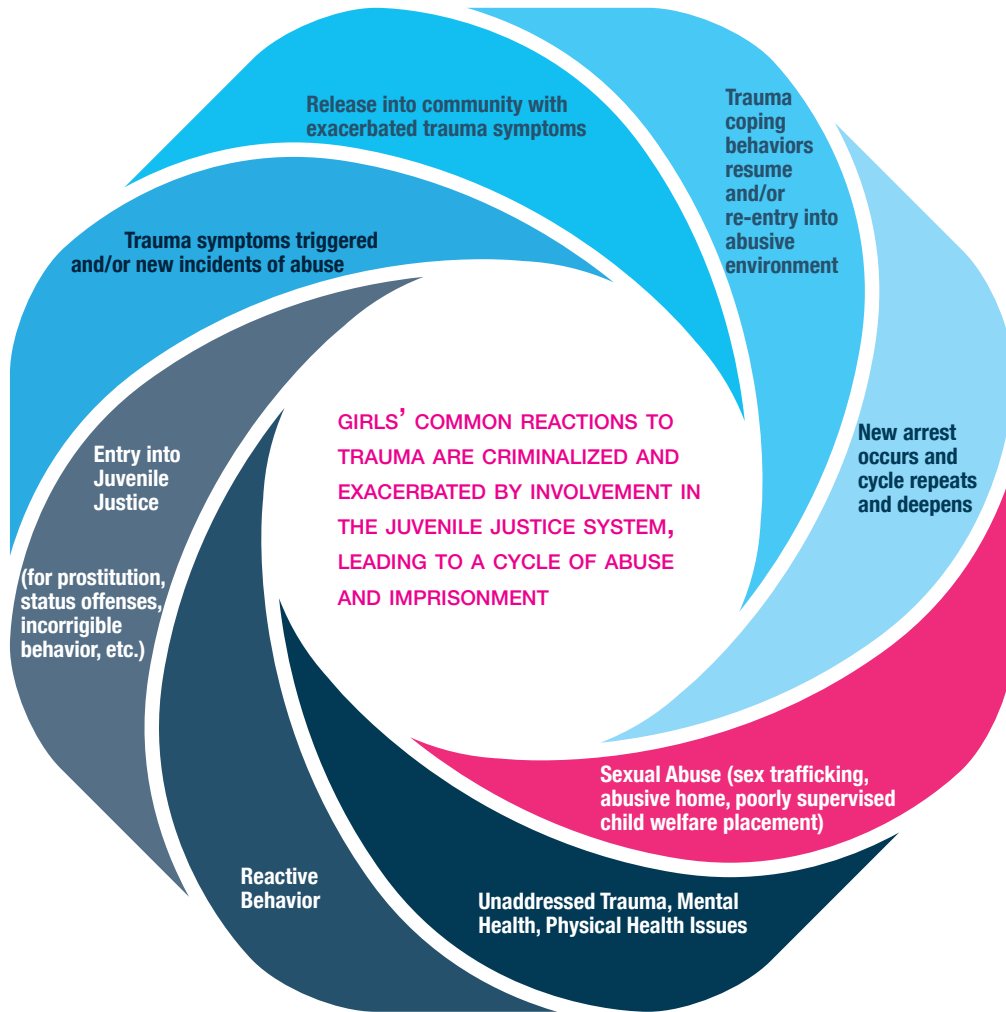 Release into community with
exacerbated trauma symptoms
Trauma
coping
behaviors
resume
and/or
re-entry into
abusive
environment
New arrest
occurs and
cycle repeats
and deepens
Sexual Abuse (sex trafficking,
abusive home, poorly supervised
child welfare placement)
Unaddressed Trauma, Mental
Health, Physical Health Issues
Reactive
Behavior
Entry into
Juvenile
Justice
(for prostitution,
status offenses,
incorrigible
behavior, etc.)
Trauma symptoms triggered
and/or new incidents of abuse
GIRLS’ COMMON REACTIONS TO
TRAUMA ARE CRIMINALIZED AND
EXACERBATED BY INVOLVEMENT IN
THE JUVENILE JUSTICE SYSTEM,
LEADING TO A CYCLE OF ABUSE
AND IMPRISONMENT